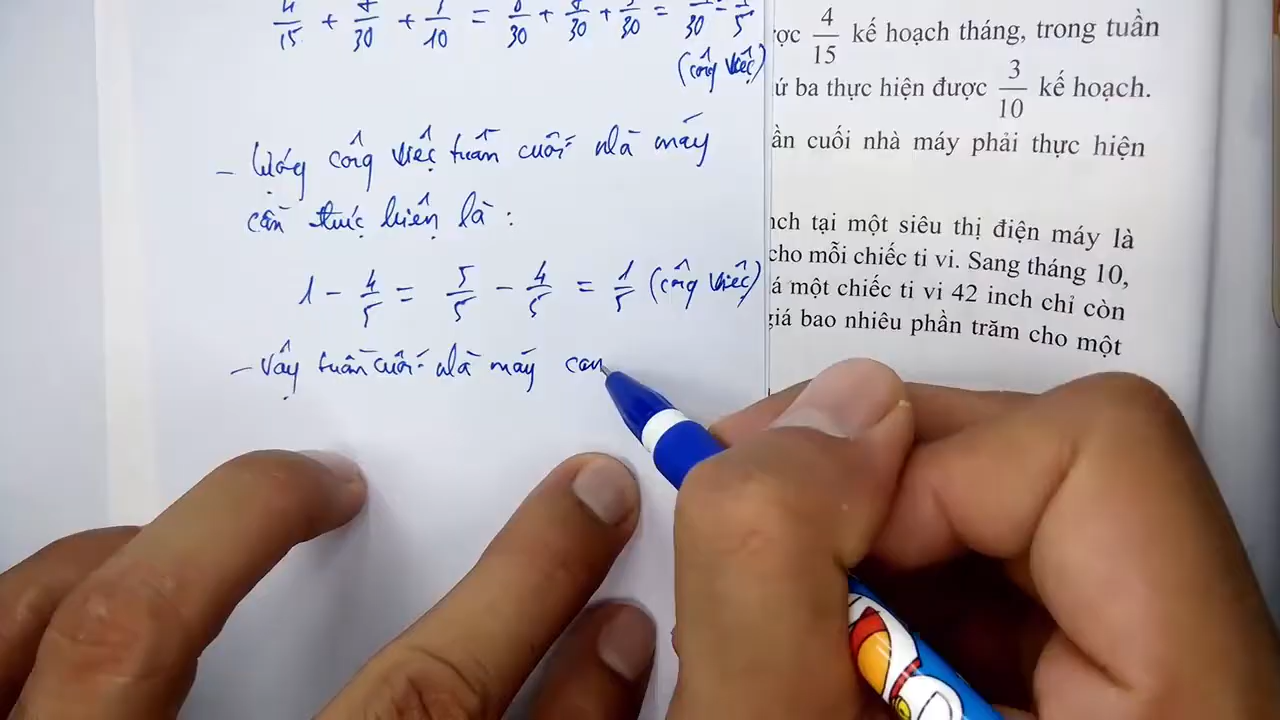 4/15 + 7/30 + 3/10 = 8/30 + 7/30 + 9/30 = 24/30 = 4/5
(công việc)
- Lượng công việc tuần cuối nhà máy
cần thực hiện là:
1 - 4/5 = 5/5 - 4/5 = 1/5 (công việc)
- Vậy tuần cuối nhà máy con
ợc 4/15 kế hoạch tháng, trong tuần
ứ ba thực hiện được 3/10 kế hoạch.
ần cuối nhà máy phải thực hiện
nch tại một siêu thị điện máy là
cho mỗi chiếc ti vi. Sang tháng 10,
á một chiếc ti vi 42 inch chỉ còn
giá bao nhiêu phần trăm cho một